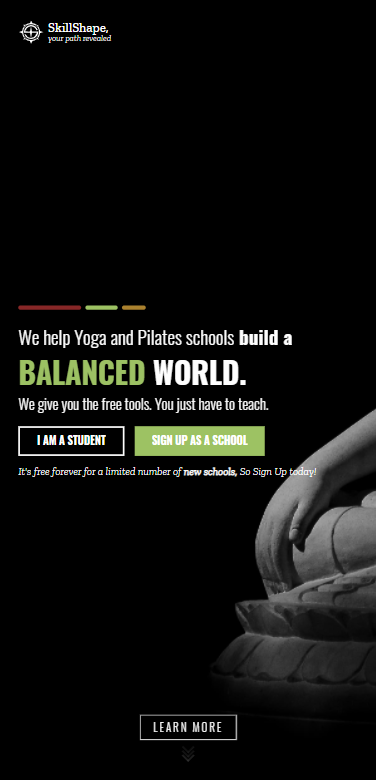 SkillShape,
your path revealed
We help Yoga and Pilates schools build a
BALANCED WORLD.
We give you the free tools. You just have to teach.
I AM A STUDENT
SIGN UP AS A SCHOOL
It's free forever for a limited number of new schools, So Sign Up today!
LEARN MORE